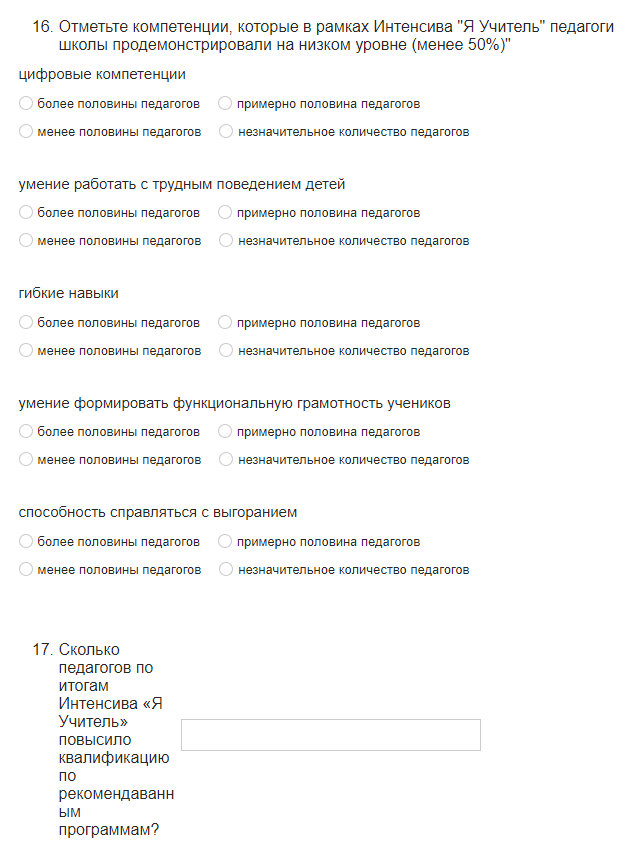 16. Отметьте компетенции, которые в рамках Интенсива "Я Учитель" педагоги
школы продемонстрировали на низком уровне (менее 50%)"
цифровые компетенции
более половины педагогов примерно половина педагогов
менее половины педагогов незначительное количество педагогов
умение работать с трудным поведением детей
более половины педагогов примерно половина педагогов
менее половины педагогов незначительное количество педагогов
гибкие навыки
более половины педагогов примерно половина педагогов
менее половины педагогов незначительное количество педагогов
умение формировать функциональную грамотность учеников
более половины педагогов примерно половина педагогов
менее половины педагогов незначительное количество педагогов
способность справляться с выгоранием
более половины педагогов примерно половина педагогов
менее половины педагогов незначительное количество педагогов
17. Сколько
педагогов по
итогам
Интенсива «Я
Учитель»
повысило
квалификацию
по
рекомендаванн
ым
программам?